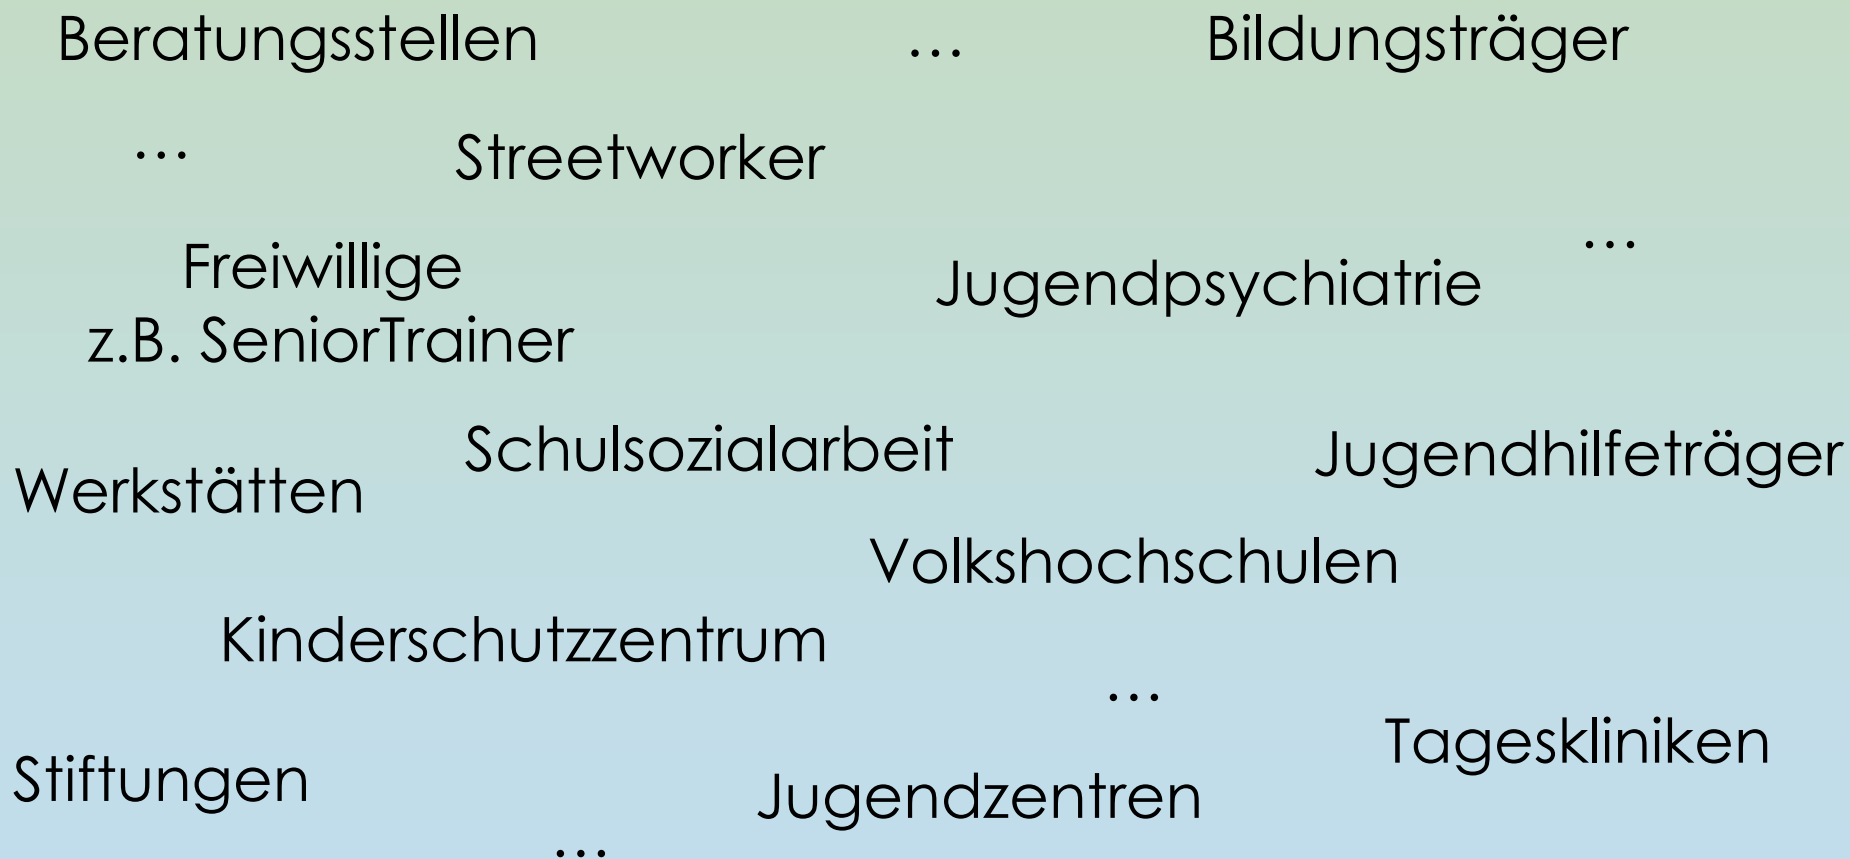 Beratungsstellen
…
Bildungsträger
…
Streetworker
…
Freiwillige
z.B. SeniorTrainer
Jugendpsychiatrie
Schulsozialarbeit
Jugendhilfeträger
Werkstätten
Volkshochschulen
Kinderschutzzentrum
…
Tageskliniken
Stiftungen
Jugendzentren
…